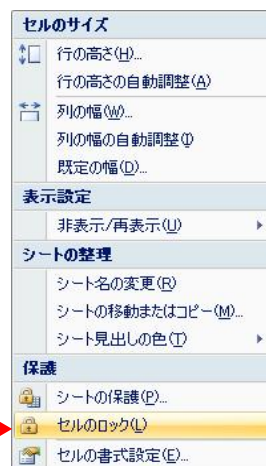 セルのサイズ
行の高さ(H)...
行の高さの自動調整(A)
列の幅(W)...
列の幅の自動調整(I)
既定の幅(D)...
表示設定
非表示/再表示(U)
シートの整理
シート名の変更(R)
シートの移動またはコピー(M)...
シート見出しの色(T)
保護
シートの保護(P)...
セルのロック(L)
セルの書式設定(E)...